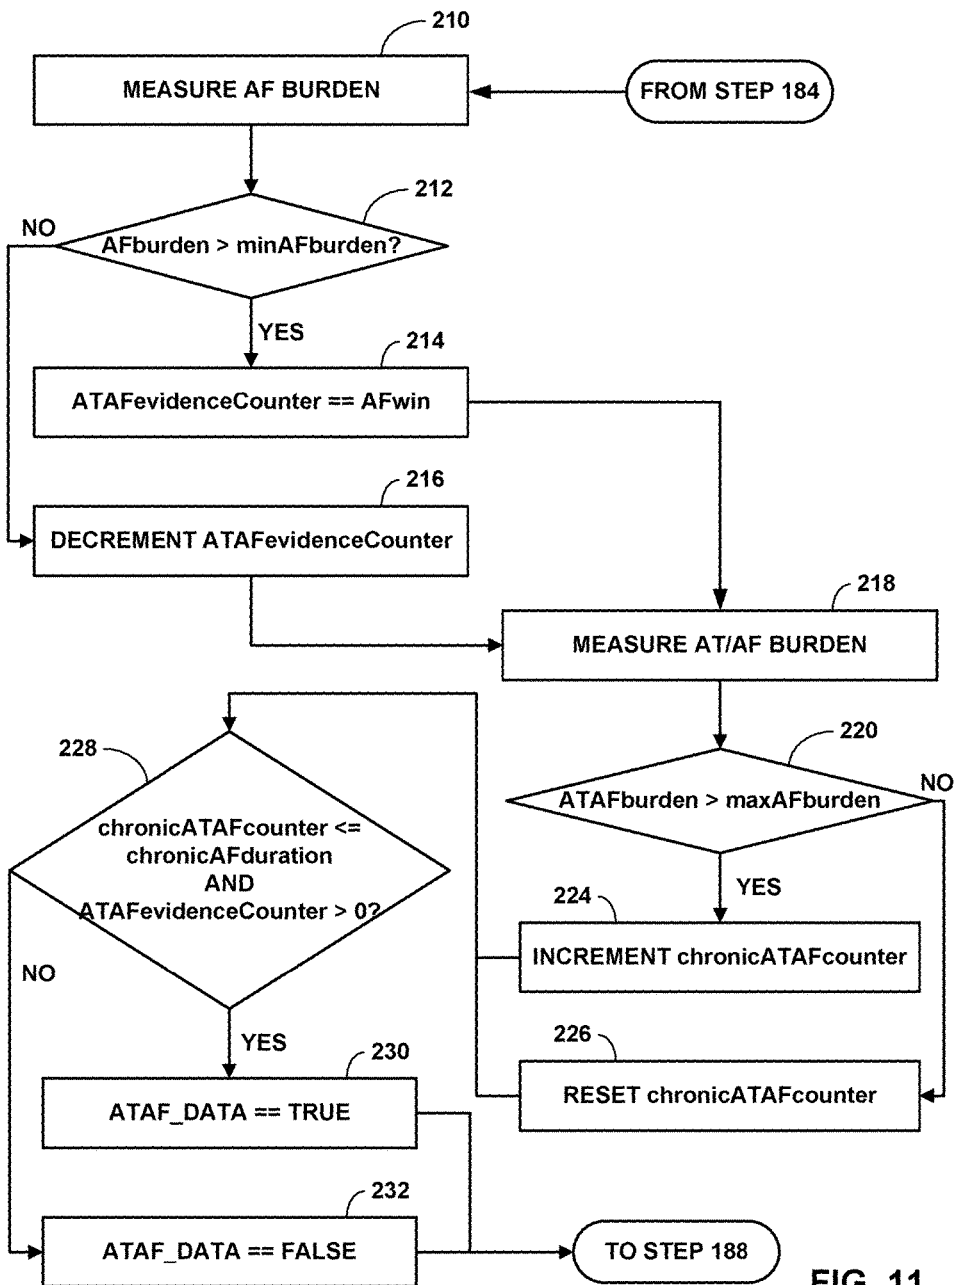 210
MEASURE AF BURDEN
FROM STEP 184
212
NO
AFburden > minAFburden?
YES
214
ATAFevidenceCounter == AFwin
216
DECREMENT ATAFevidenceCounter
218
MEASURE AT/AF BURDEN
220
NO
ATAFburden > maxAFburden
YES
224
INCREMENT chronicATAFcounter
226
RESET chronicATAFcounter
228
chronicATAFcounter <=
chronicAFduration
AND
ATAFevidenceCounter > 0?
NO
YES
230
ATAF_DATA == TRUE
232
ATAF_DATA == FALSE
TO STEP 188
FIG. 11